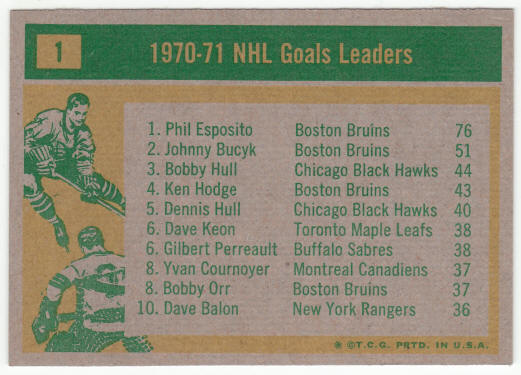 1
1970-71 NHL Goals Leaders
1. Phil Esposito Boston Bruins 76
2. Johnny Bucyk Boston Bruins 51
3. Bobby Hull Chicago Black Hawks 44
4. Ken Hodge Boston Bruins 43
5. Dennis Hull Chicago Black Hawks 40
6. Dave Keon Toronto Maple Leafs 38
6. Gilbert Perreault Buffalo Sabres 38
8. Yvan Cournoyer Montreal Canadiens 37
8. Bobby Orr Boston Bruins 37
10. Dave Balon New York Rangers 36
© T.C.G. PRTD. IN U.S.A.